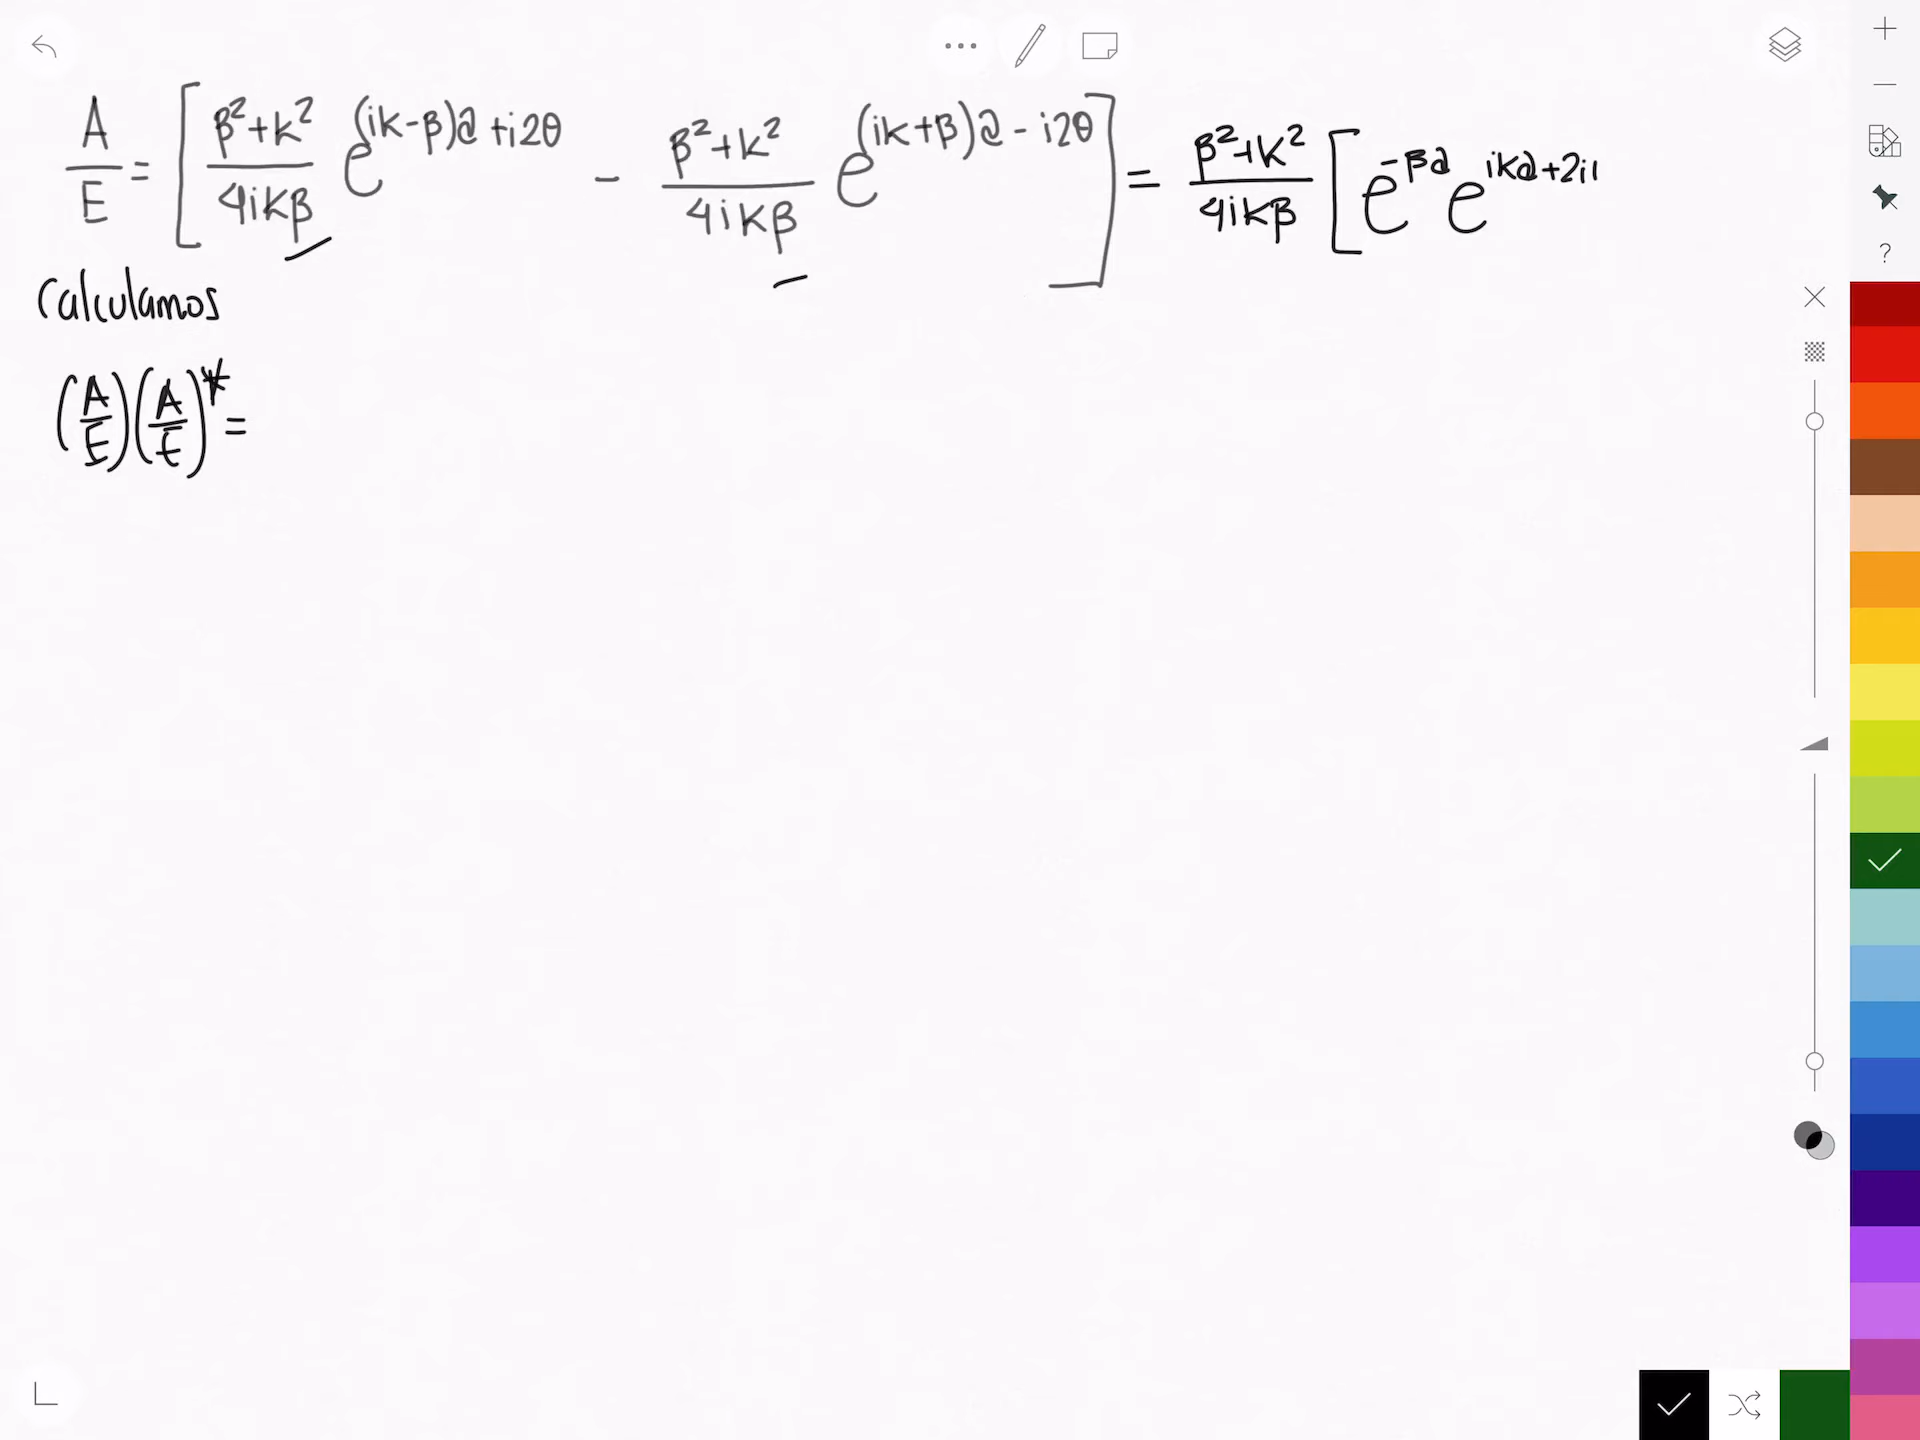 A/E = [ β²+k²/4ikβ e^(ik-β)a+i2θ - β²+k²/4ikβ e^(ik+β)a-i2θ ] = β²+k²/4ikβ [ e^-βa e^ika+2i
Calculamos
(A/E)(A/E)* =
?